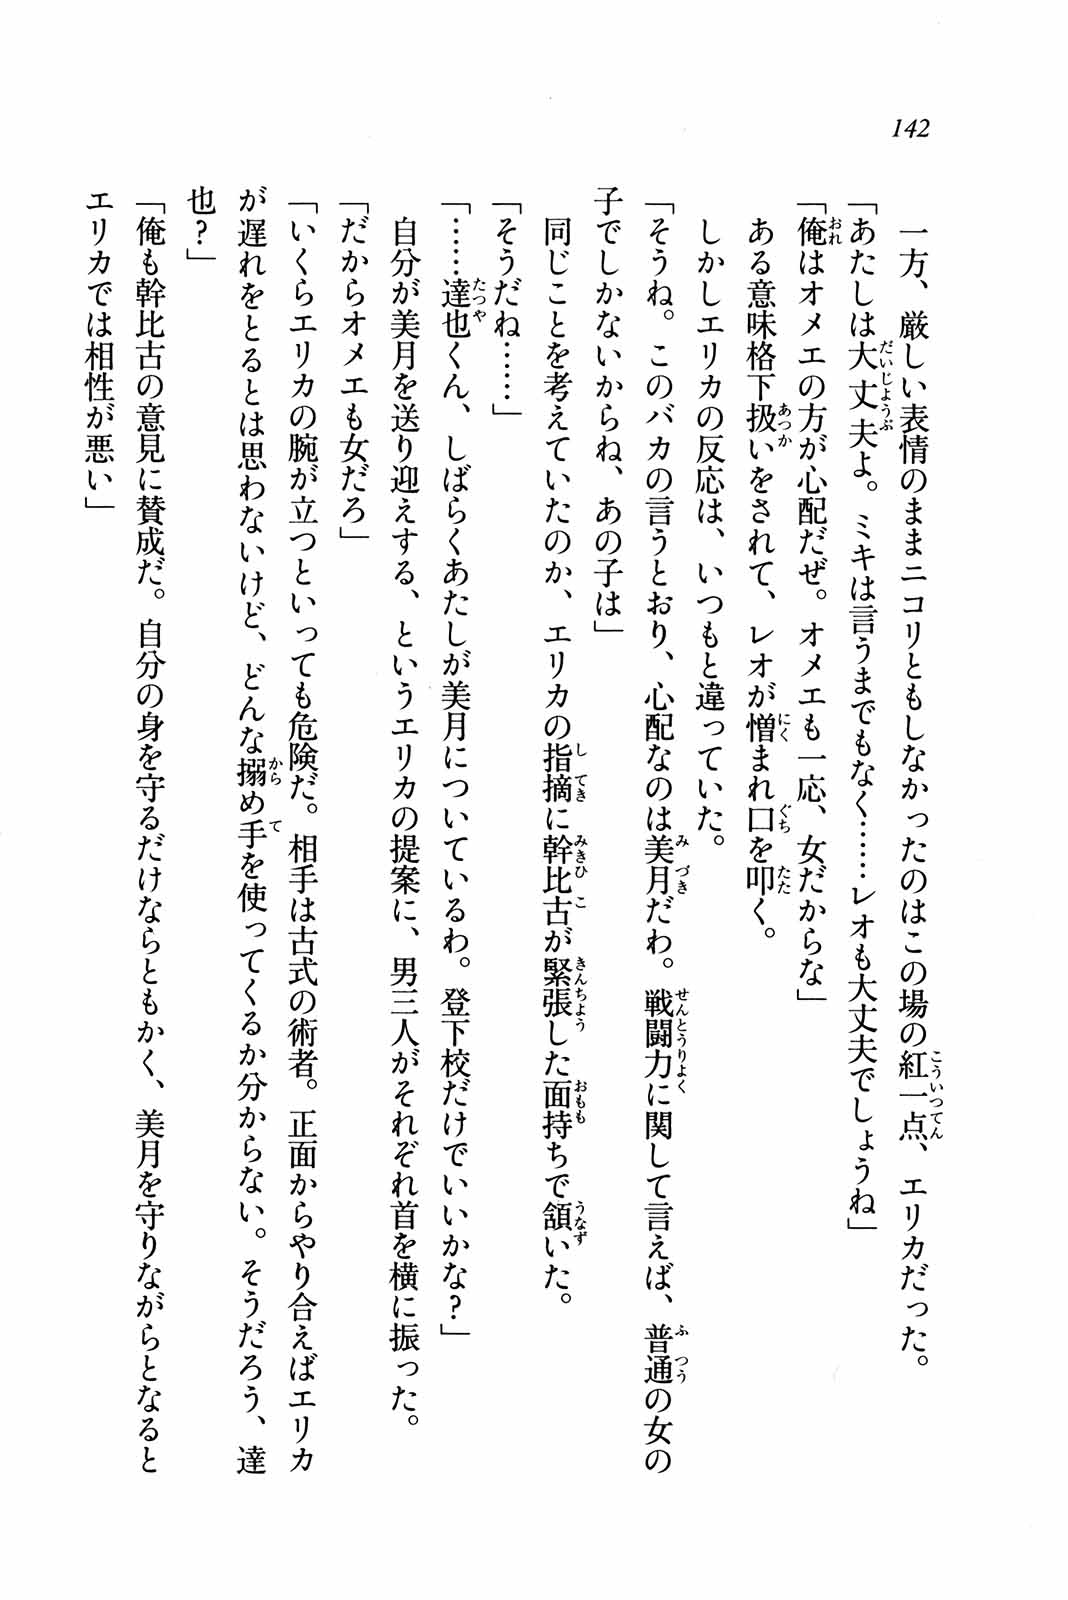 142
一方、厳しい表情のままニコリともしなかったのはこの場の紅一点、エリカだった。
「あたしは大丈夫よ。ミキは言うまでもなく……レオも大丈夫でしょうね」
「俺はオメエの方が心配だぜ。オメエも一応、女だからな」
ある意味格下扱いをされて、レオが憎まれ口を叩く。
しかしエリカの反応は、いつもと違っていた。
「そうね。このバカの言うとおり、心配なのは美月だわ。戦闘力に関して言えば、普通の女の
子でしかないからね、あの子は」
同じことを考えていたのか、エリカの指摘に幹比古が緊張した面持ちで頷いた。
「そうだね……」
「……達也くん、しばらくあたしが美月についているわ。登下校だけでいいかな？」
自分が美月を送り迎えする、というエリカの提案に、男三人がそれぞれ首を横に振った。
「だからオメエも女だろ」
「いくらエリカの腕が立つといっても危険だ。相手は古式の術者。正面からやり合えばエリカ
が遅れをとるとは思わないけど、どんな搦め手を使ってくるか分からない。そうだろう、達
也？」
「俺も幹比古の意見に賛成だ。自分の身を守るだけならともかく、美月を守りながらとなると
エリカでは相性が悪い」